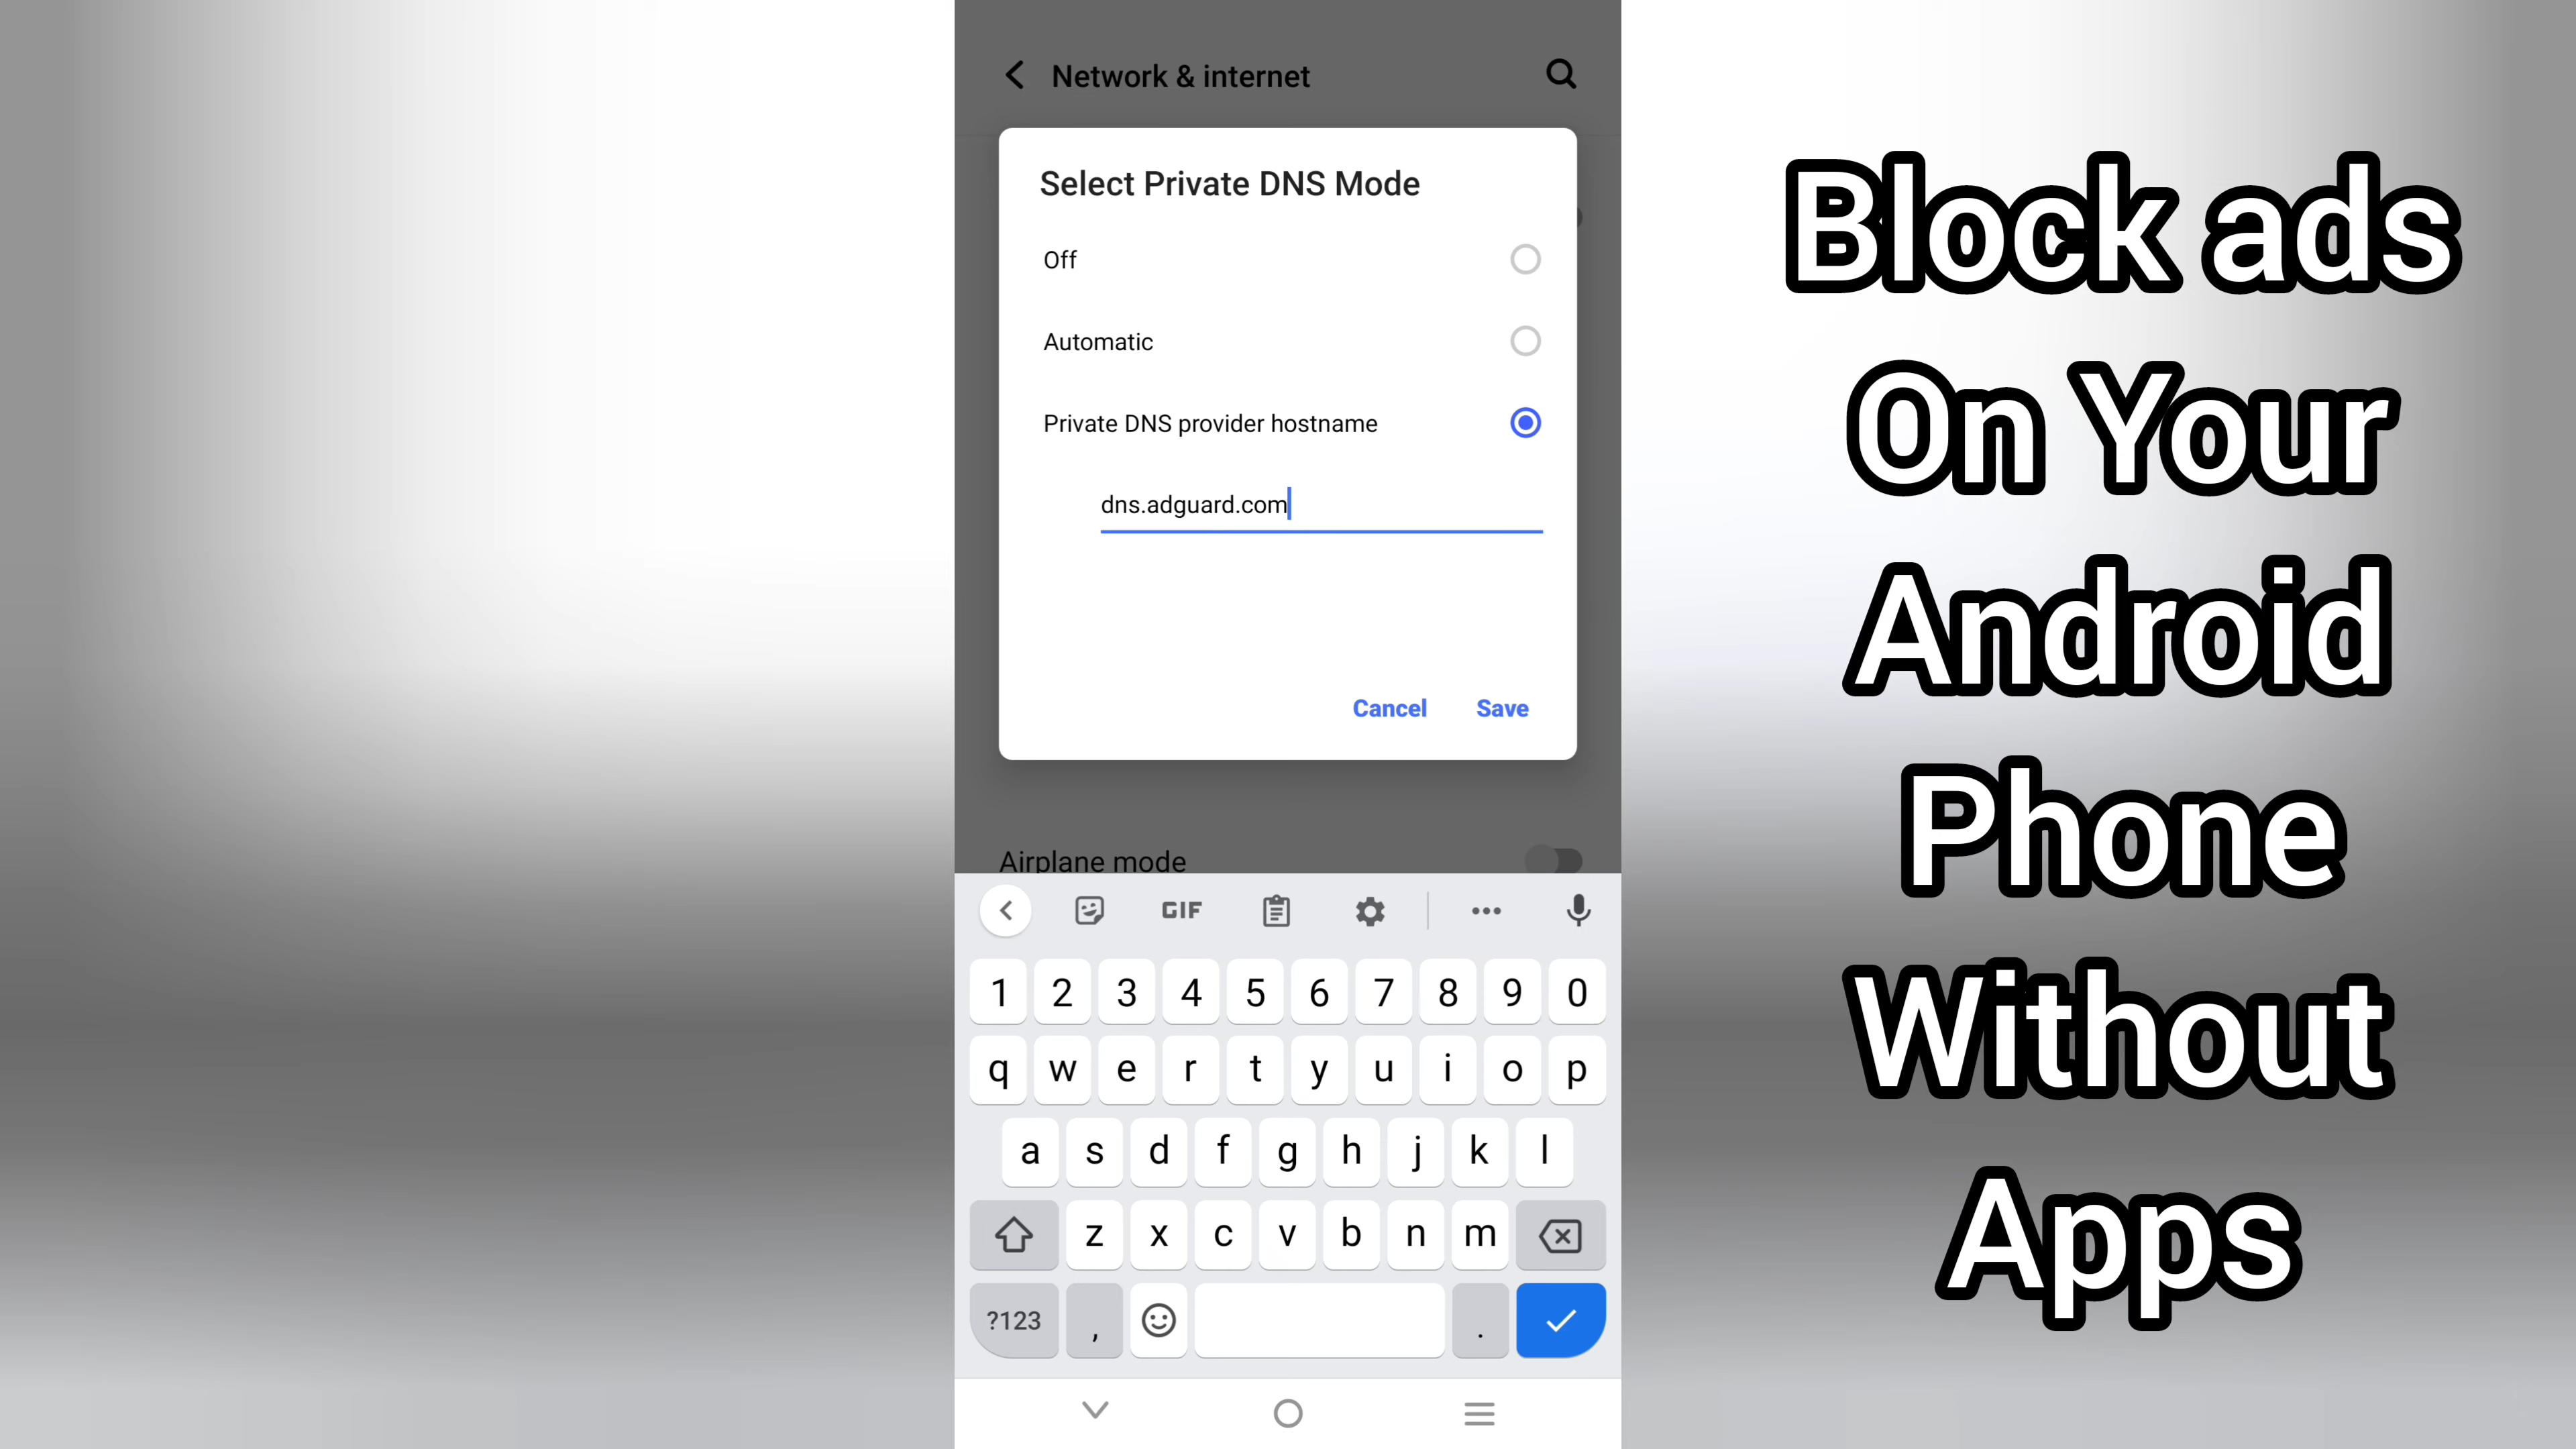 Network & internet
Select Private DNS Mode
Off
Automatic
Private DNS provider hostname
dns.adguard.com
Cancel
Save
Airplane mode
GIF
1 2 3 4 5 6 7 8 9 0
q w e r t y u i o p
a s d f g h j k l
z x c v b n m
?123 , .
Block ads
On Your
Android
Phone
Without
Apps